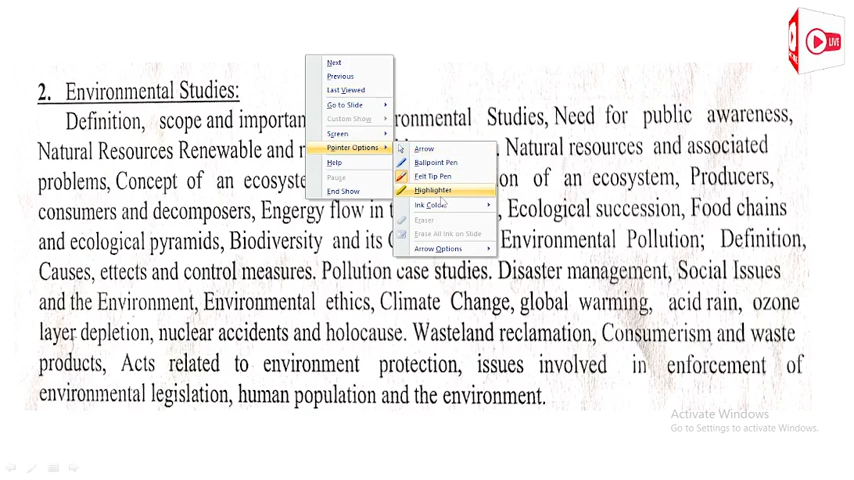 LIVE
2. Environmental Studies:
Definition, scope and importan ronmental Studies, Need for public awareness,
Natural Resources Renewable and . Natural resources and associated
problems, Concept of an ecosyste on of an ecosystem, Producers,
consumers and decomposers, Engergy flow in , Ecological succession, Food chains
and ecological pyramids, Biodiversity and its Environmental Pollution; Definition,
Causes, ettects and control measures. Pollution case studies. Disaster management, Social Issues
and the Environment, Environmental ethics, Climate Change, global warming, acid rain, ozone
layer depletion, nuclear accidents and holocause. Wasteland reclamation, Consumerism and waste
products, Acts related to environment protection, issues involved in enforcement of
environmental legislation, human population and the environment.
Next
Previous
Last Viewed
Go to Slide
Custom Show
Screen
Pointer Options
Help
Pause
End Show
Arrow
Ballpoint Pen
Felt Tip Pen
Highlighter
Ink Color
Eraser
Erase All Ink on Slide
Arrow Options
Activate Windows
Go to Settings to activate Windows.